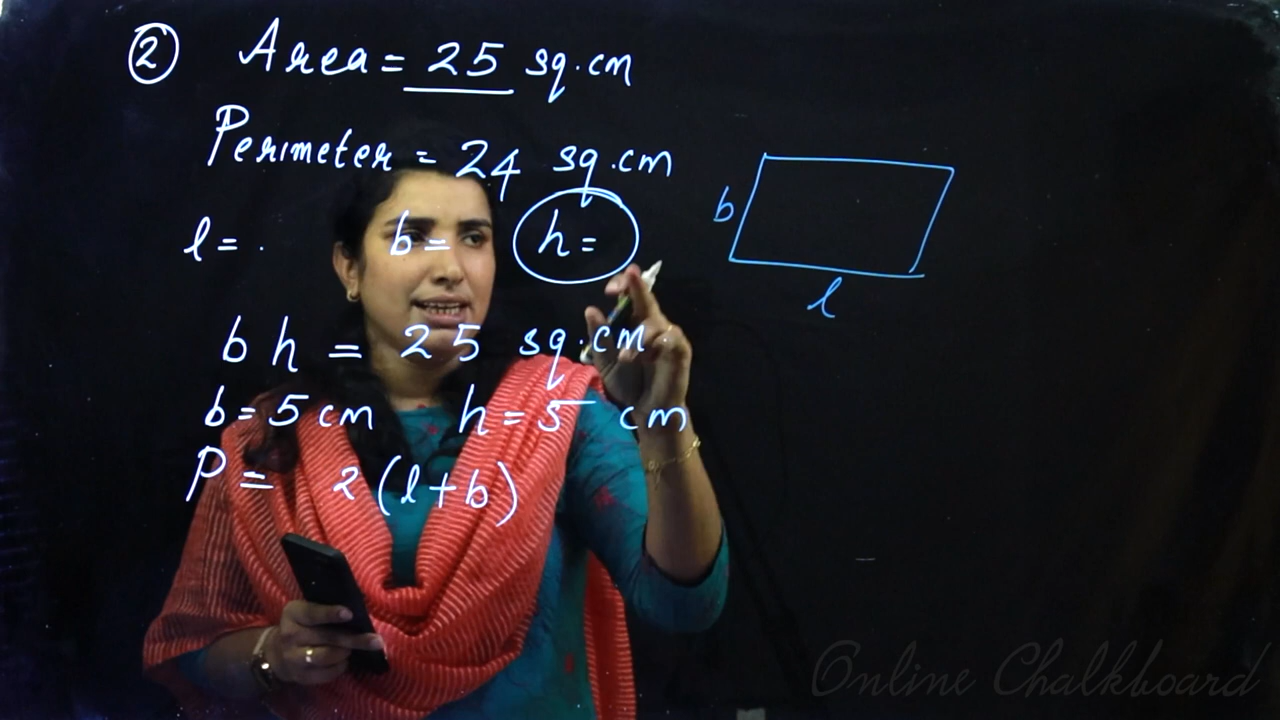 ② Area = 25 sq.cm
Perimeter = 24 sq.cm
l = . b = h =
b
l
b h = 25 sq.cm
b = 5 cm h = 5 cm
P = 2 (l + b)
Online Chalkboard